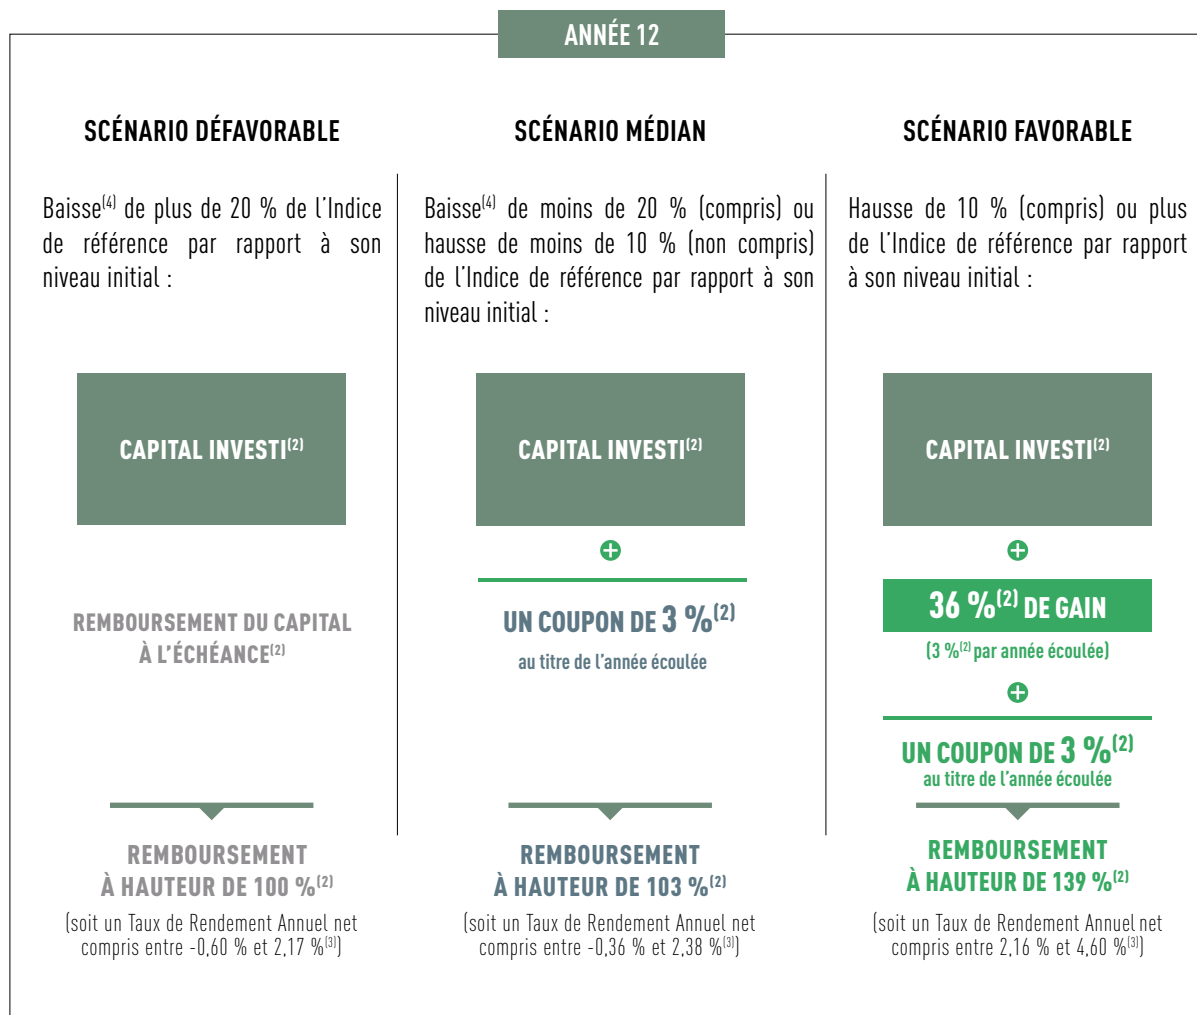 ANNÉE 12
SCÉNARIO DÉFAVORABLE
Baisse(4) de plus de 20 % de l'Indice
de référence par rapport à son
niveau initial :
CAPITAL INVESTI(2)
REMBOURSEMENT DU CAPITAL
À L'ÉCHÉANCE(2)
REMBOURSEMENT
À HAUTEUR DE 100 %(2)
(soit un Taux de Rendement Annuel net
compris entre -0,60 % et 2,17 %(3))
SCÉNARIO MÉDIAN
Baisse(4) de moins de 20 % (compris) ou
hausse de moins de 10 % (non compris)
de l'Indice de référence par rapport à son
niveau initial :
CAPITAL INVESTI(2)
UN COUPON DE 3 %(2)
au titre de l'année écoulée
REMBOURSEMENT
À HAUTEUR DE 103 %(2)
(soit un Taux de Rendement Annuel net
compris entre -0,36 % et 2,38 %(3))
SCÉNARIO FAVORABLE
Hausse de 10 % (compris) ou plus
de l'Indice de référence par rapport
à son niveau initial :
CAPITAL INVESTI(2)
36 %(2) DE GAIN
(3 %(2) par année écoulée)
UN COUPON DE 3 %(2)
au titre de l'année écoulée
REMBOURSEMENT
À HAUTEUR DE 139 %(2)
(soit un Taux de Rendement Annuel net
compris entre 2,16 % et 4,60 %(3))